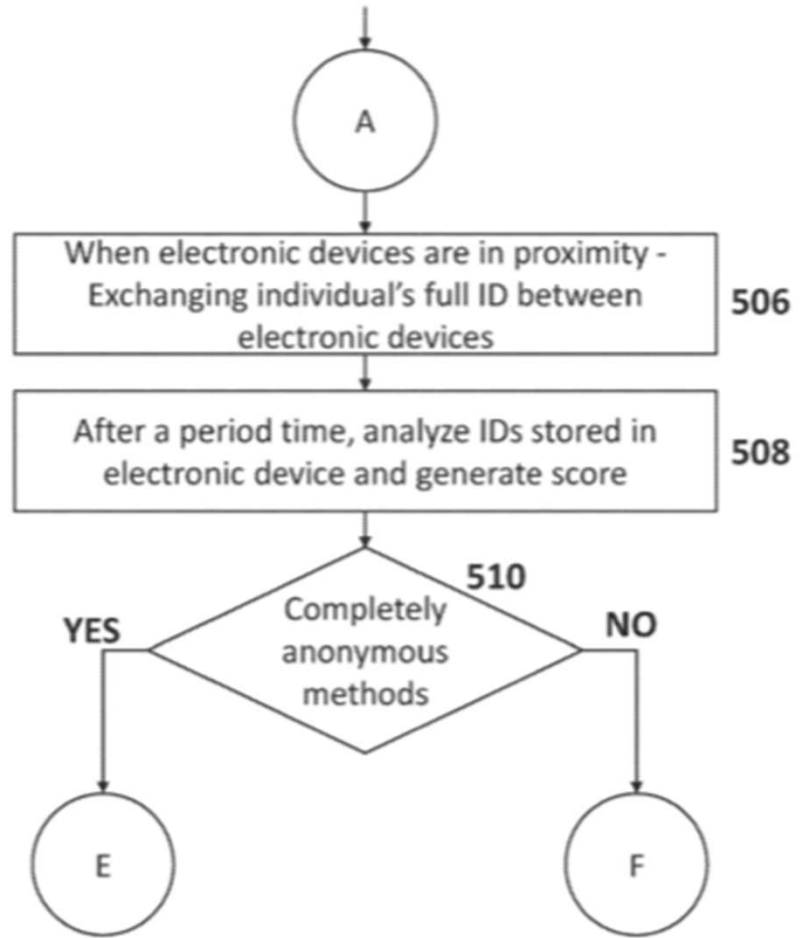 A
When electronic devices are in proximity -
Exchanging individual's full ID between
electronic devices
506
After a period time, analyze IDs stored in
electronic device and generate score
508
510
Completely
anonymous
methods
YES
NO
E
F